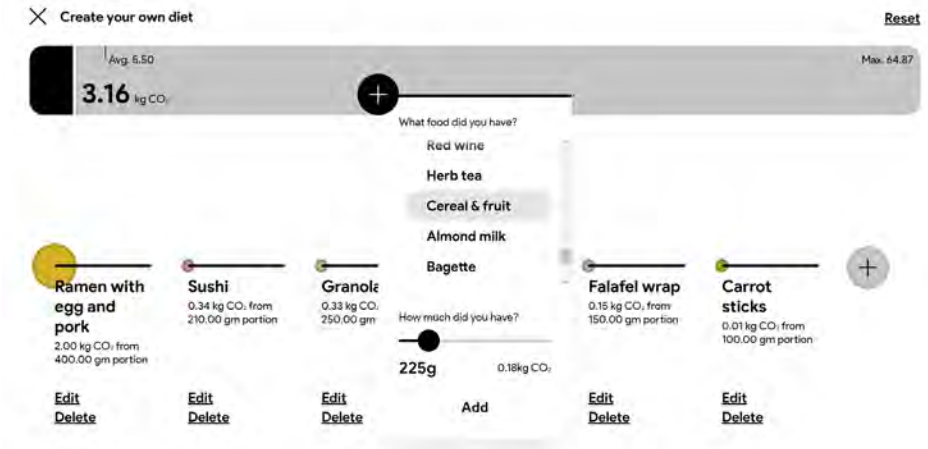 Create your own diet
Reset
Avg. 5.50
Max. 64.87
3.16 kg CO₂
What food did you have?
Red wine
Herb tea
Cereal & fruit
Almond milk
Bagette
How much did you have?
225g
0.18kg CO₂
Add
Ramen with
egg and
pork
2.00 kg CO₂ from
400.00 gm portion
Edit
Delete
Sushi
0.34 kg CO₂ from
210.00 gm portion
Edit
Delete
Granola
0.33 kg CO₂
250.00 gm
Edit
Delete
Falafel wrap
0.15 kg CO₂ from
150.00 gm portion
Edit
Delete
Carrot
sticks
0.01 kg CO₂ from
100.00 gm portion
Edit
Delete